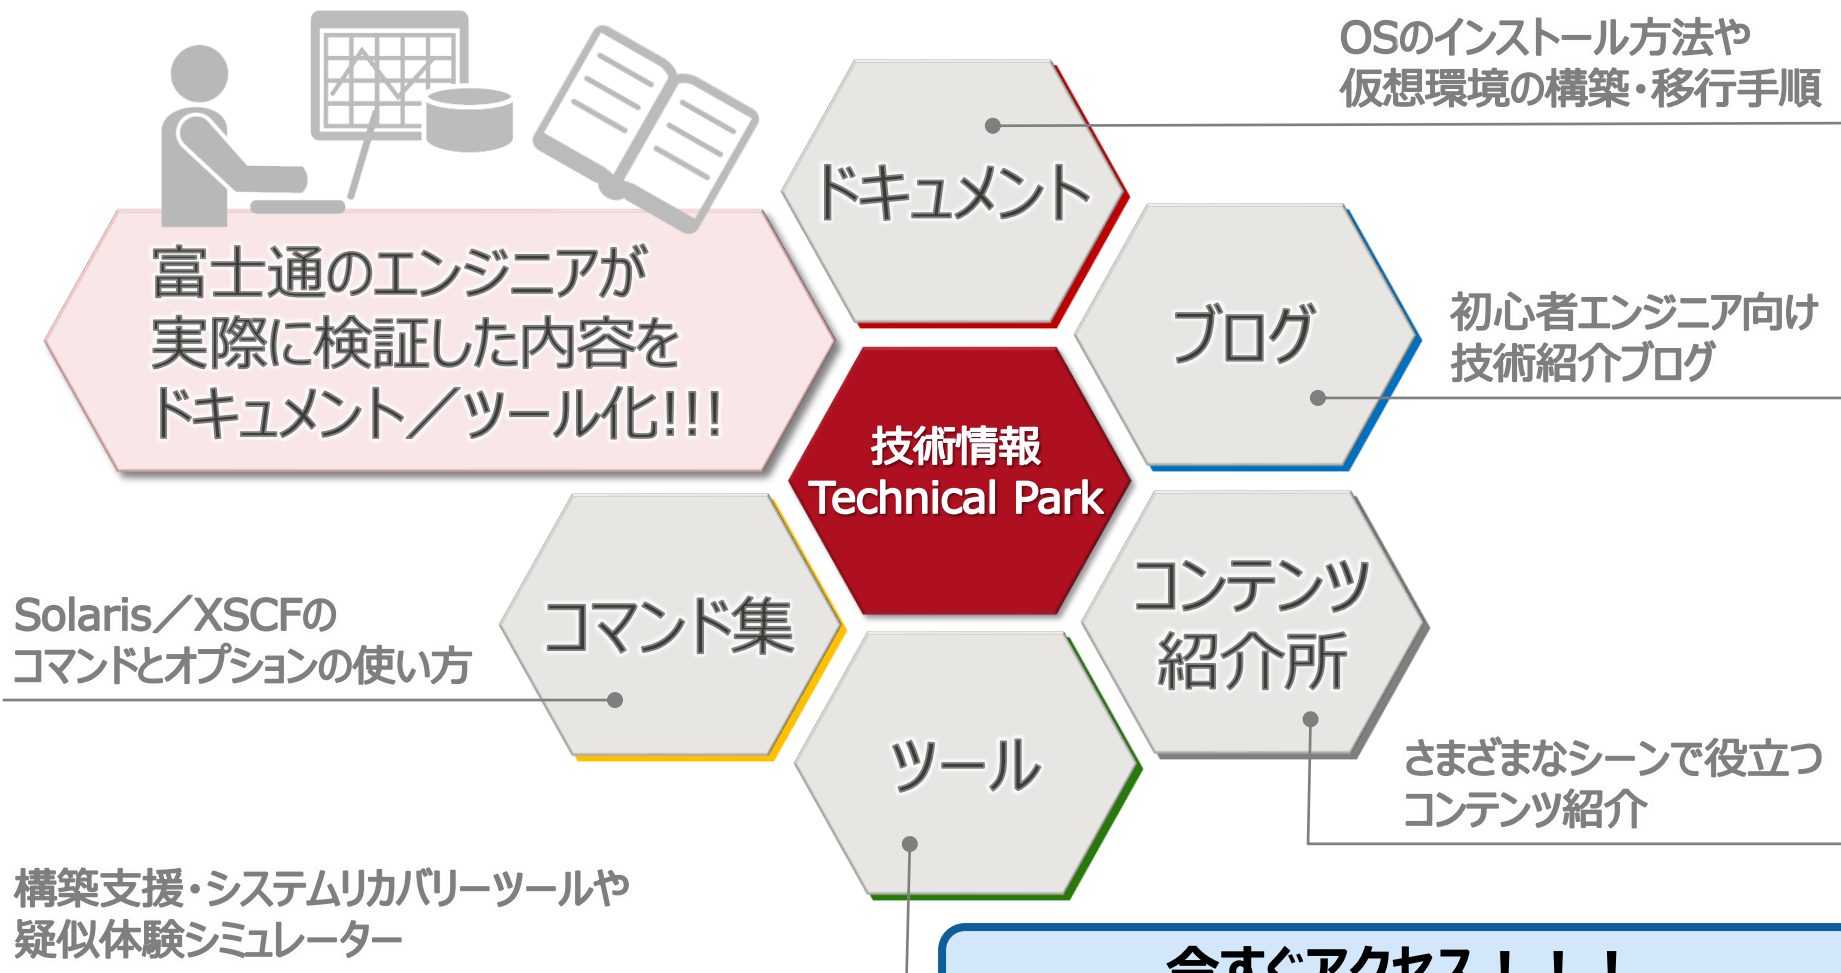 OSのインストール方法や
仮想環境の構築・移行手順
ドキュメント
富士通のエンジニアが
実際に検証した内容を
ドキュメント／ツール化!!!
ブログ
初心者エンジニア向け
技術紹介ブログ
技術情報
Technical Park
コンテンツ
紹介所
コマンド集
Solaris／XSCFの
コマンドとオプションの使い方
ツール
さまざまなシーンで役立つ
コンテンツ紹介
構築支援・システムリカバリーツールや
疑似体験シミュレーター
今すぐアクセス！！！